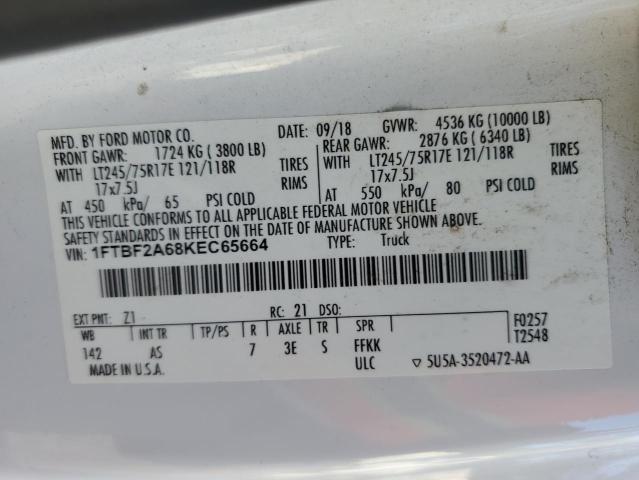 MFD. BY FORD MOTOR CO. DATE: 09/18 GVWR: 4536 KG (10000 LB)
FRONT GAWR: 1724 KG ( 3800 LB) REAR GAWR: 2876 KG ( 6340 LB)
WITH LT245/75R17E 121/118R TIRES WITH LT245/75R17E 121/118R TIRES
17x7.5J RIMS 17x7.5J RIMS
AT 450 kPa/ 65 PSI COLD AT 550 kPa/ 80 PSI COLD
THIS VEHICLE CONFORMS TO ALL APPLICABLE FEDERAL MOTOR VEHICLE
SAFETY STANDARDS IN EFFECT ON THE DATE OF MANUFACTURE SHOWN ABOVE.
VIN: 1FTBF2A68KEC65664 TYPE: Truck
EXT PNT: Z1 RC: 21 DSO:
WB INT TR TP/PS R AXLE TR SPR F0257
142 AS 7 3E S FFKK T2548
MADE IN U.S.A. ULC ▽ 5U5A-3520472-AA